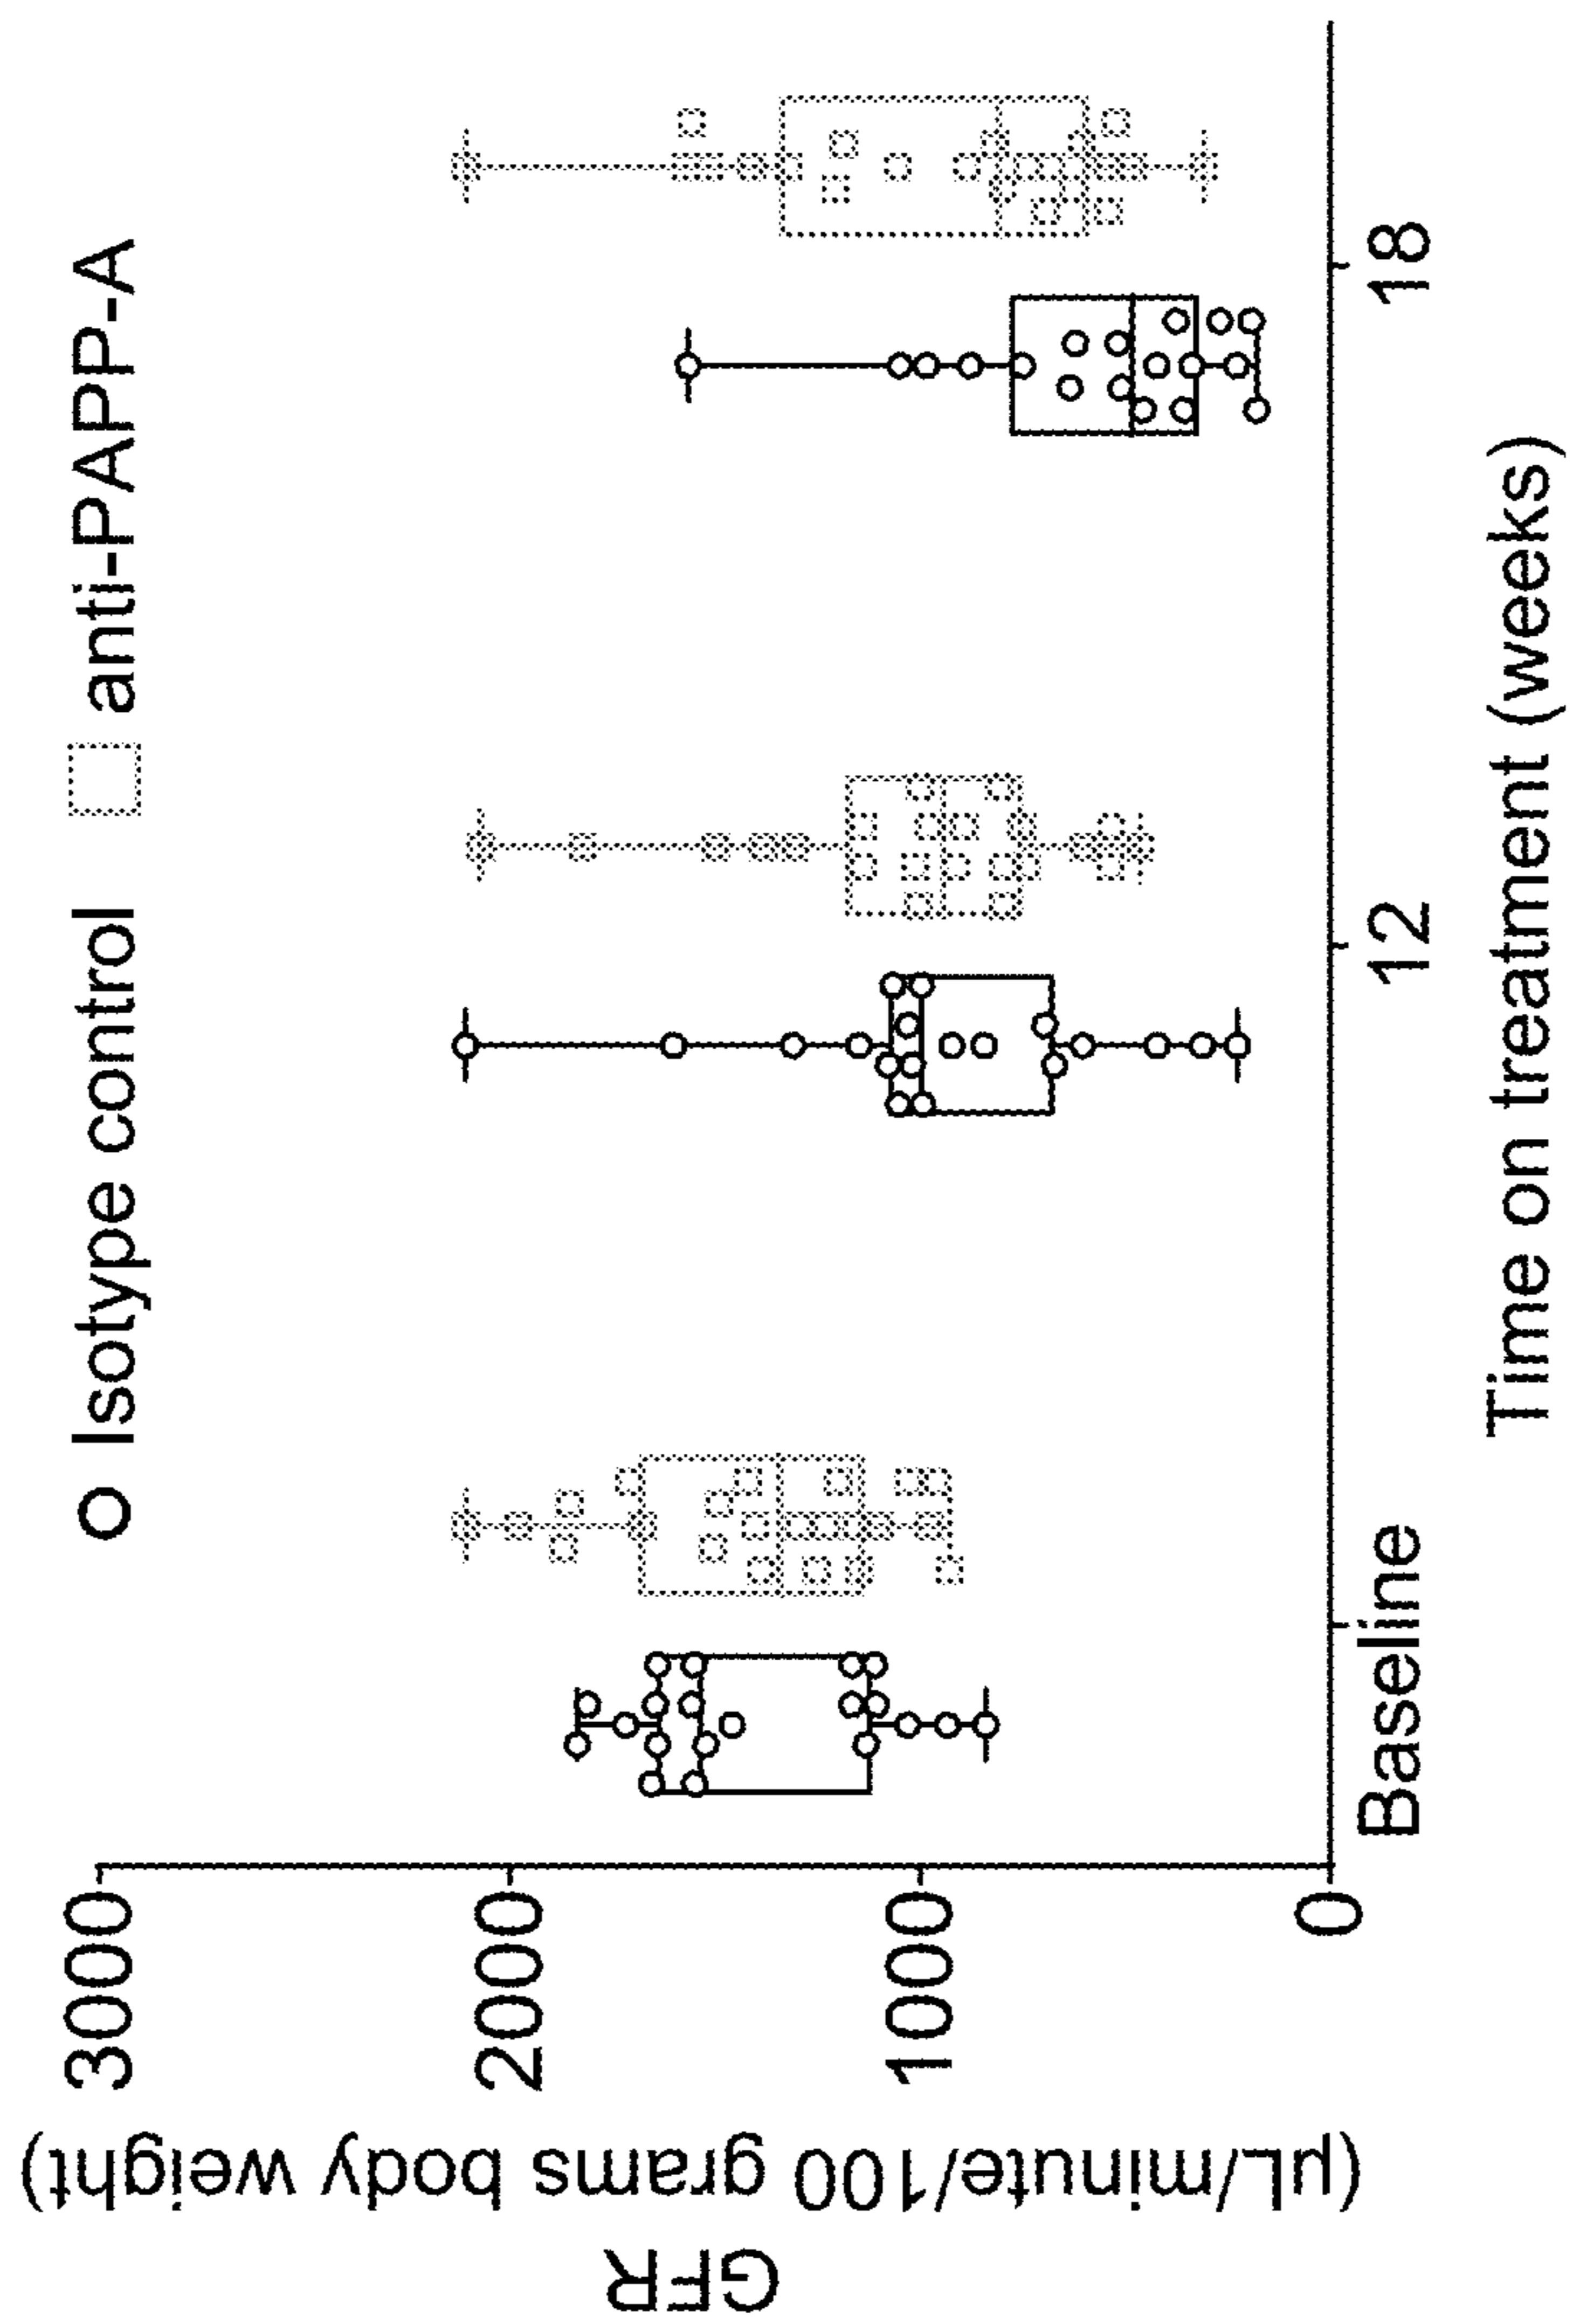 Isotype control anti-PAPP-A
GFR
(µL/minute/100 grams body weight)
3000
2000
1000
0
Baseline
12
18
Time on treatment (weeks)